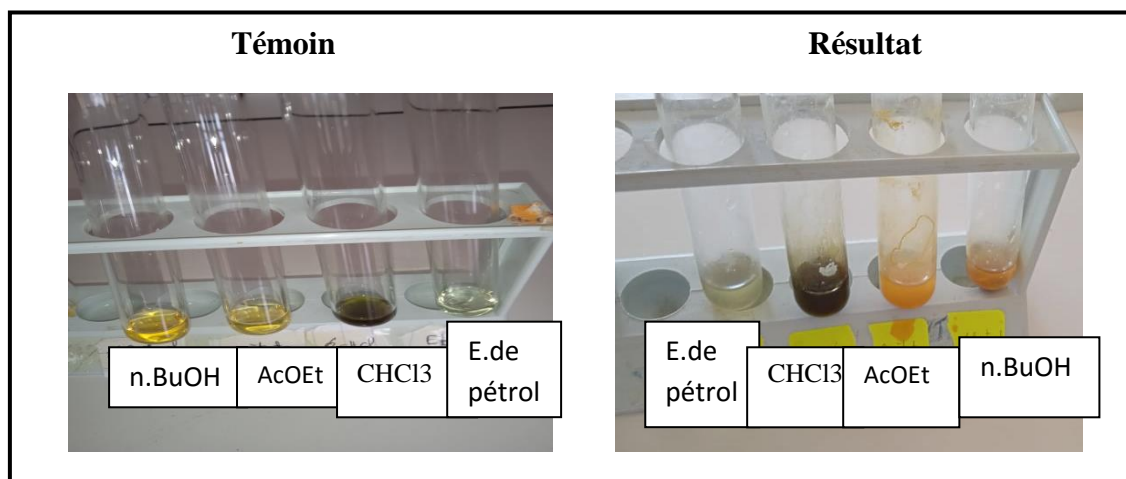 Témoin
Résultat
n.BuOH
AcOEt
CHCl3
E.de
pétrol
E.de
pétrol
CHCl3
AcOEt
n.BuOH